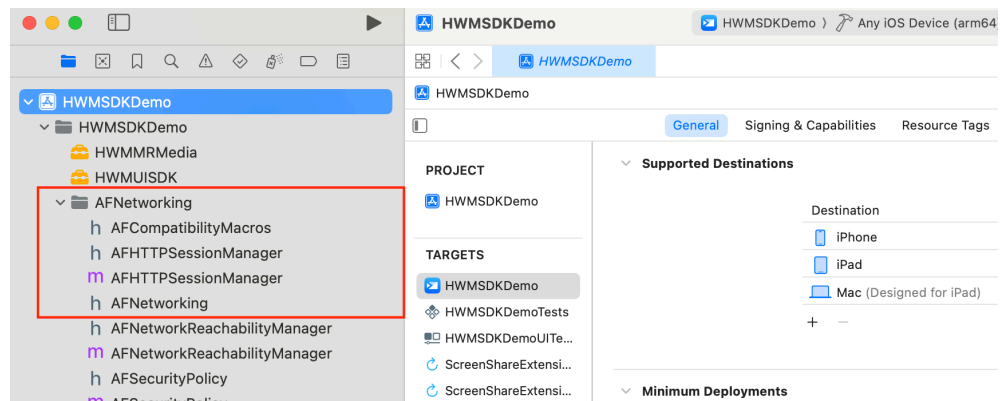 HWMSDKDemo
HWMSDKDemo
HWMMRMedia
HWMUISDK
AFNetworking
h AFCompatibilityMacros
h AFHTTPSessionManager
m AFHTTPSessionManager
h AFNetworking
h AFNetworkReachabilityManager
m AFNetworkReachabilityManager
h AFSecurityPolicy
m AFSecurityPolicy
HWMSDKDemo
HWMSDKDemo 〉 Any iOS Device (arm64)
HWMSDKDemo
HWMSDKDemo
General Signing & Capabilities Resource Tags
PROJECT
HWMSDKDemo
TARGETS
HWMSDKDemo
HWMSDKDemoTests
HWMSDKDemoUITe...
ScreenShareExtensi...
ScreenShareExtensi...
Supported Destinations
Destination
iPhone
iPad
Mac (Designed for iPad)
Minimum Deployments